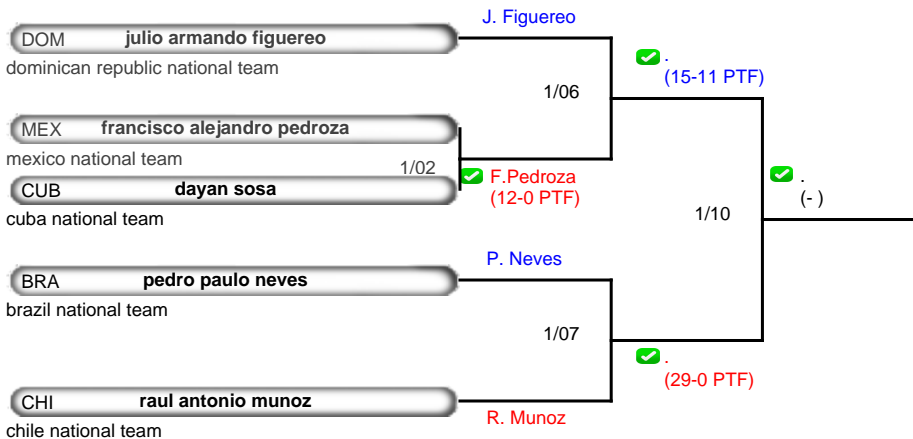 J. Figuereo
DOM julio armando figuereo
dominican republic national team
.
(15-11 PTF)
1/06
MEX francisco alejandro pedroza
mexico national team
1/02
F.Pedroza
(12-0 PTF)
CUB dayan sosa
cuba national team
.
(- )
1/10
P. Neves
BRA pedro paulo neves
brazil national team
1/07
.
(29-0 PTF)
CHI raul antonio munoz
R. Munoz
chile national team